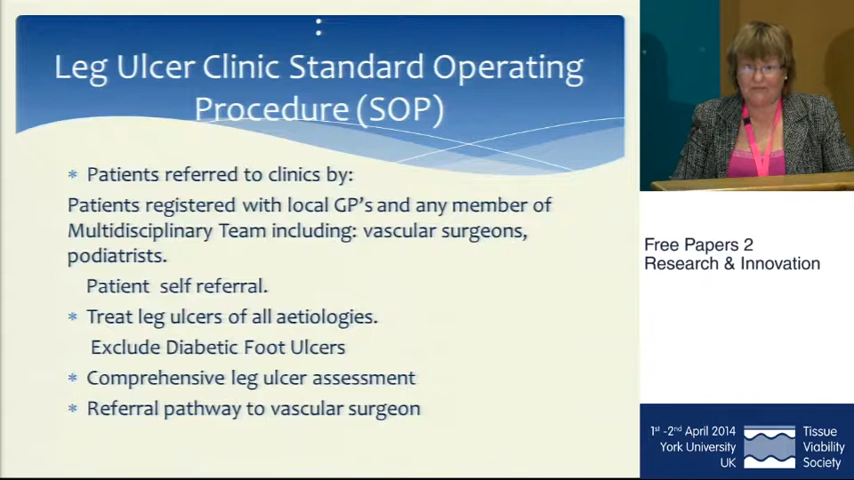 :
Leg Ulcer Clinic Standard Operating
Procedure (SOP)
* Patients referred to clinics by:
Patients registered with local GP's and any member of
Multidisciplinary Team including: vascular surgeons,
podiatrists.
Patient self referral.
* Treat leg ulcers of all aetiologies.
Exclude Diabetic Foot Ulcers
* Comprehensive leg ulcer assessment
* Referral pathway to vascular surgeon
Free Papers 2
Research & Innovation
1st -2nd April 2014
York University
UK
Tissue
Viability
Society